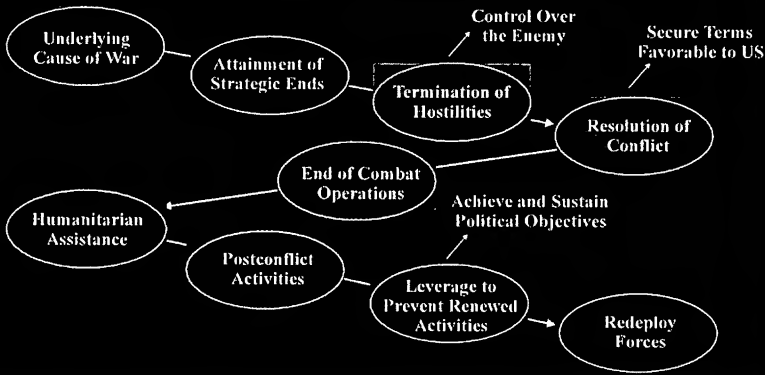 Underlying
Cause of War
Attainment of
Strategic Ends
Control Over
the Enemy
Termination of
Hostilities
Secure Terms
Favorable to US
Resolution of
Conflict
End of Combat
Operations
Humanitarian
Assistance
Postconflict
Activities
Achieve and Sustain
Political Objectives
Leverage to
Prevent Renewed
Activities
Redeploy
Forces